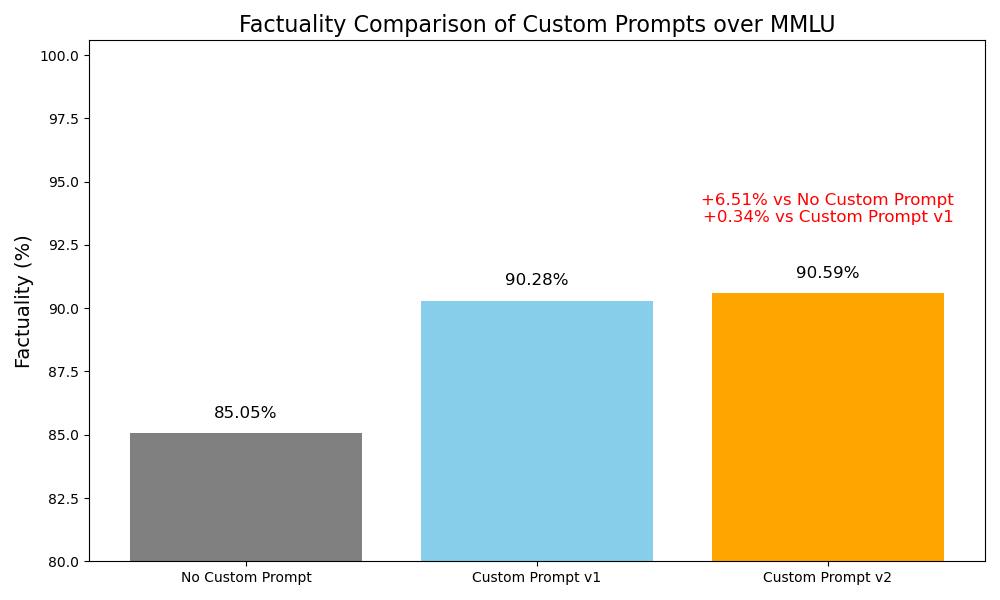 Factuality Comparison of Custom Prompts over MMLU
Factuality (%)
100.0
97.5
95.0
92.5
90.0
87.5
85.0
82.5
80.0
85.05%
90.28%
+6.51% vs No Custom Prompt
+0.34% vs Custom Prompt v1
90.59%
No Custom Prompt
Custom Prompt v1
Custom Prompt v2